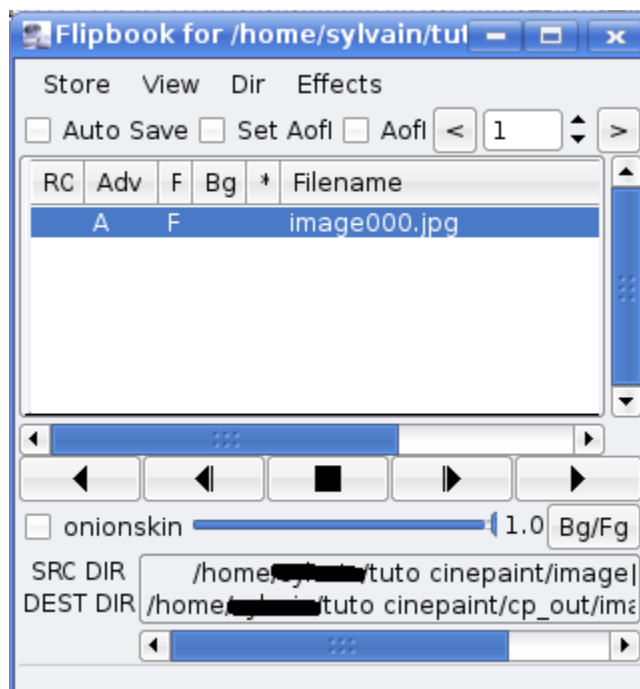 Flipbook for /home/sylvain/tut
Store View Dir Effects
Auto Save Set Aofl Aofl < 1 >
RO Adv F Bg * Filename
A F image000.jpg
onionskin 1.0 Bg/Fg
SRC DIR /home/ /tuto cinepaint/image
DEST DIR /home/ /tuto cinepaint/cp_out/ima